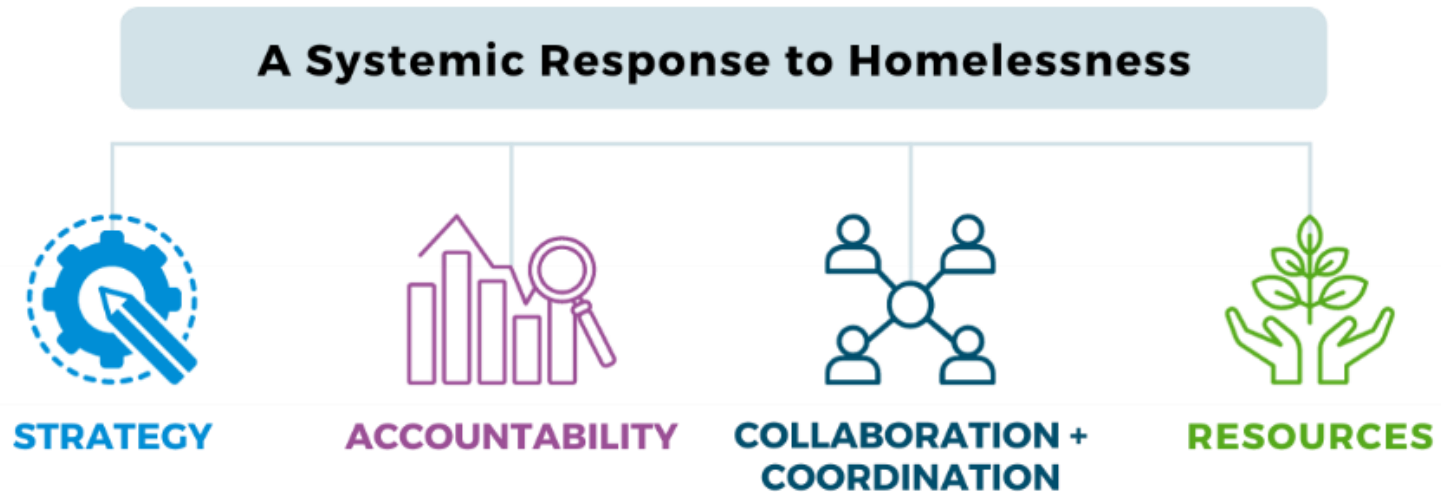 A Systemic Response to Homelessness
STRATEGY
ACCOUNTABILITY
COLLABORATION +
COORDINATION
RESOURCES